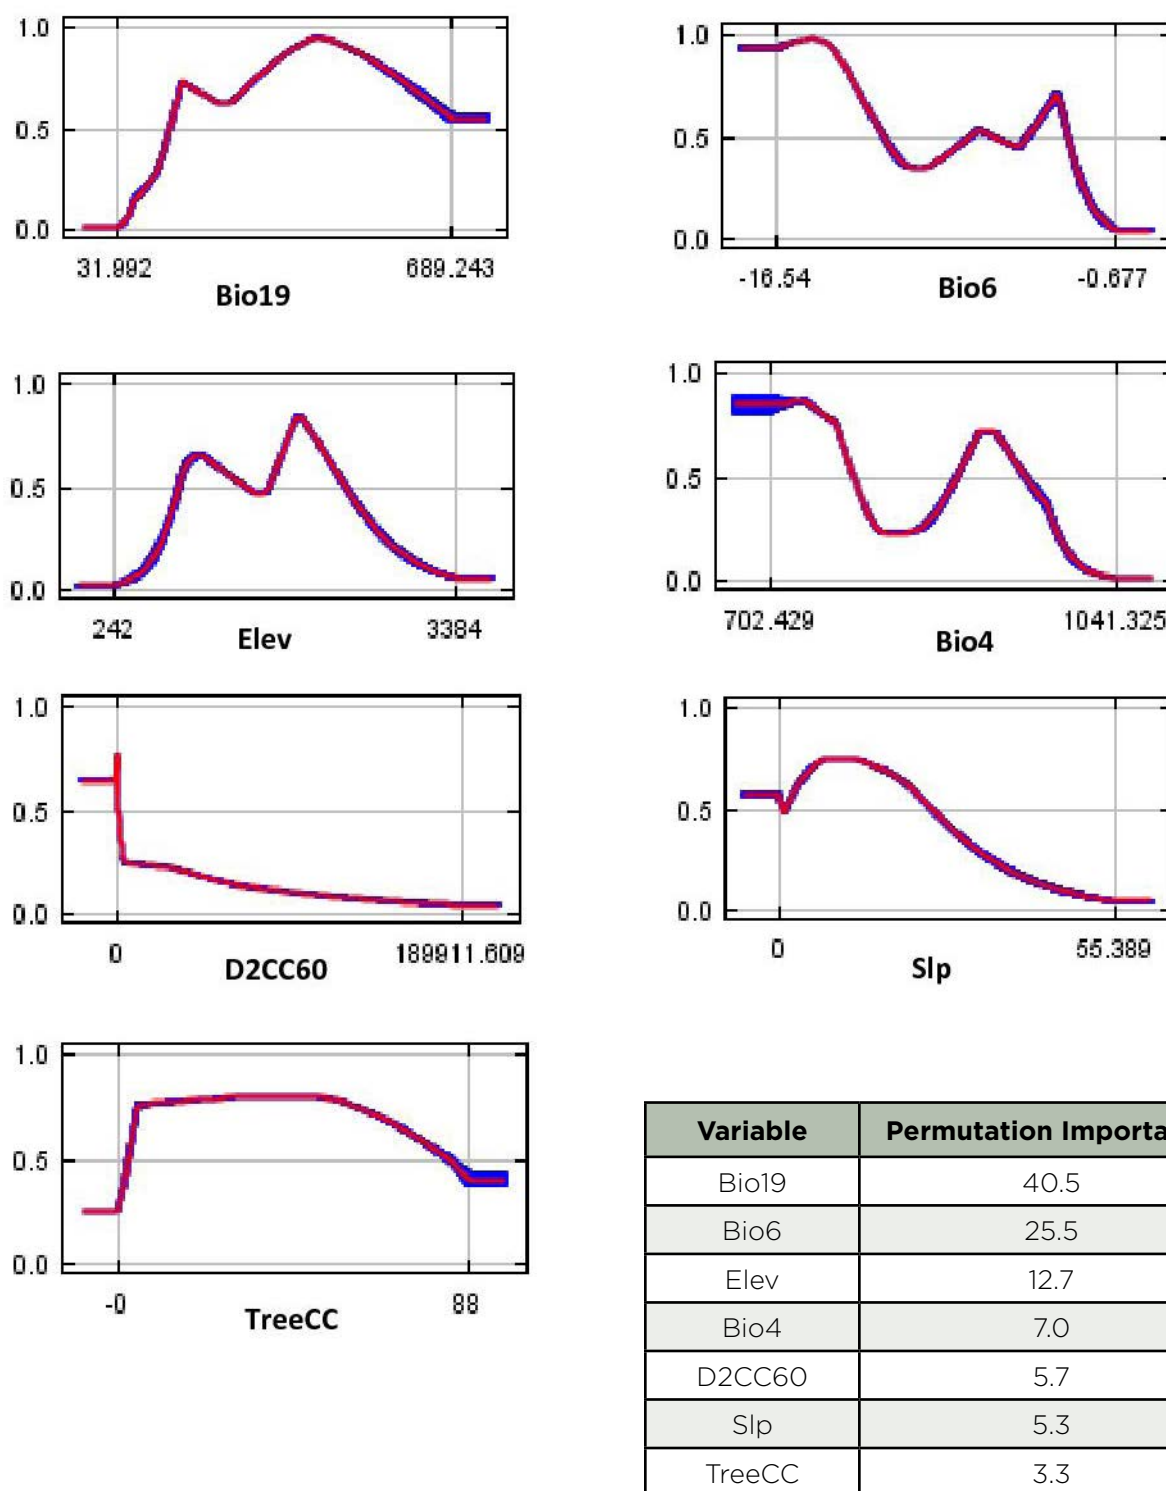 1.0
0.5
0.0
31.992 689.243
Bio19
1.0
0.5
0.0
-16.54 -0.677
Bio6
1.0
0.5
0.0
242 3384
Elev
1.0
0.5
0.0
702.429 1041.325
Bio4
1.0
0.5
0.0
0 189911.609
D2CC60
1.0
0.5
0.0
0 55.389
Slp
1.0
0.5
0.0
-0 88
TreeCC
Variable Permutation Importa
Bio19 40.5
Bio6 25.5
Elev 12.7
Bio4 7.0
D2CC60 5.7
Slp 5.3
TreeCC 3.3